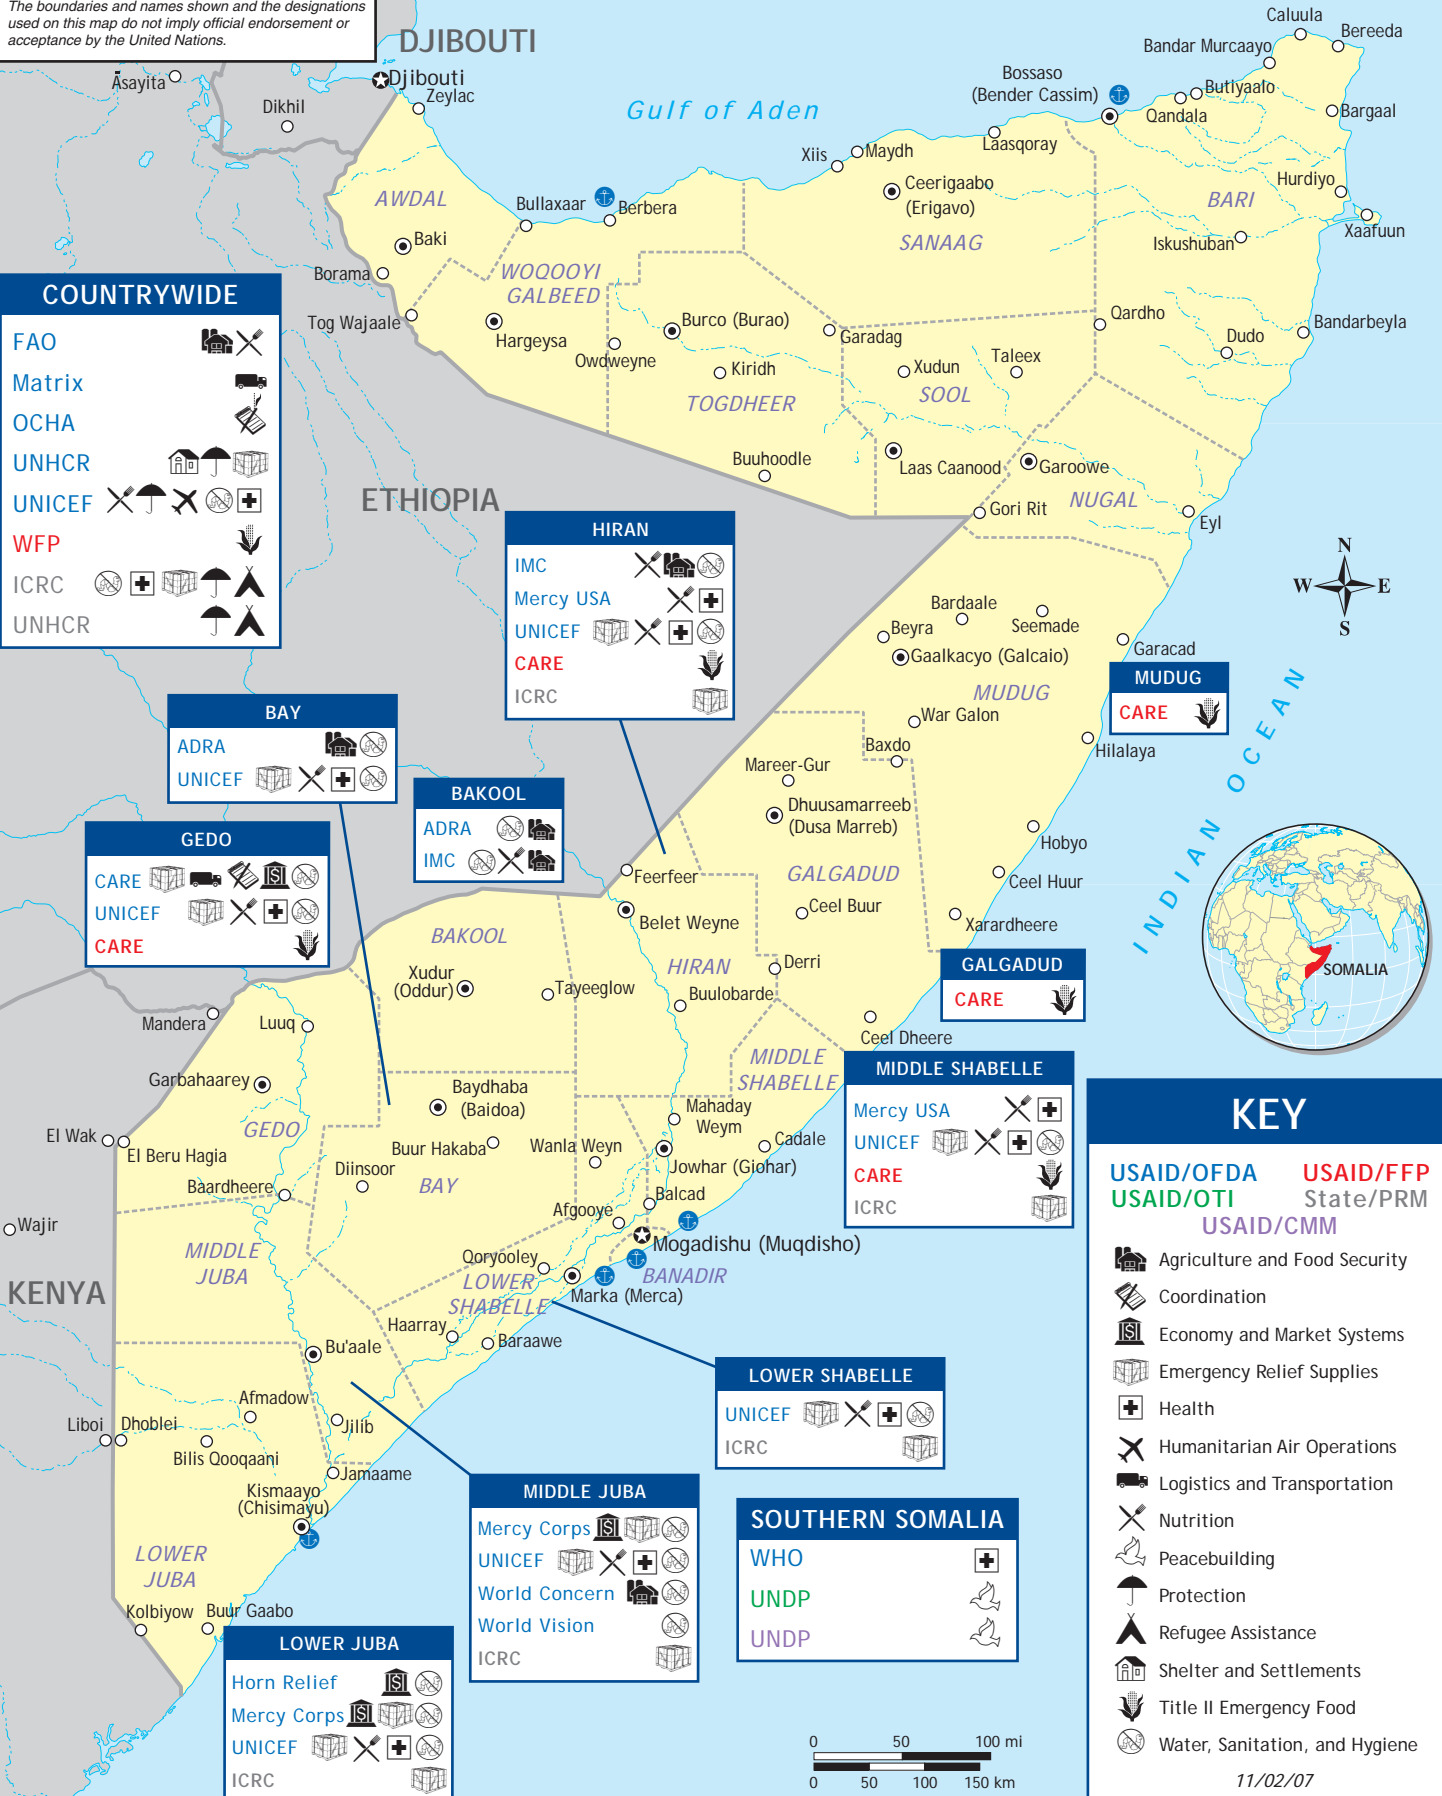 The boundaries and names shown and the designations
used on this map do not imply official endorsement or
acceptance by the United Nations.
DJIBOUTI
Caluula
Bereeda
Bandar Murcaayo
Āsayita
Djibouti
Zeylac
Dikhil
Gulf of Aden
Bossaso
(Bender Cassim)
Butiyaalo
Qandala
Bargaal
Laasqoray
Xiis
Maydh
Ceerigaabo
(Erigavo)
Hurdiyo
BARI
AWDAL
Bullaxaar
Berbera
SANAAG
Iskushuban
Xaafuun
Baki
Borama
WOQOOYI
GALBEED
Tog Wajaale
Hargeysa
Owdweyne
Burco (Burao)
Garadag
Qardho
Bandarbeyla
Dudo
Kiridh
Xudun
Taleex
TOGDHEER
SOOL
Buuhoodle
Laas Caanood
Garoowe
NUGAL
Gori Rit
Eyl
ETHIOPIA
COUNTRYWIDE
FAO
Matrix
OCHA
UNHCR
UNICEF
WFP
ICRC
UNHCR
HIRAN
IMC
Mercy USA
UNICEF
CARE
ICRC
N
W
E
S
Bardaale
Seemade
Beyra
Gaalkacyo (Galcaio)
Garacad
MUDUG
MUDUG
CARE
War Galon
Baxdo
Hilalaya
INDIAN OCEAN
BAY
ADRA
UNICEF
BAKOOL
ADRA
IMC
Mareer-Gur
Dhuusamarreeb
(Dusa Marreb)
Hobyo
GALGADUD
Ceel Huur
GEDO
CARE
UNICEF
CARE
Feerfeer
Belet Weyne
Ceel Buur
Xarardheere
BAKOOL
HIRAN
Derri
GALGADUD
CARE
SOMALIA
Xudur
(Oddur)
Tayeeglow
Buulobarde
Mandera
Luuq
Ceel Dheere
MIDDLE
SHABELLE
MIDDLE SHABELLE
Mercy USA
UNICEF
CARE
ICRC
Garbahaarey
Baydhaba
(Baidoa)
Mahaday
Weym
GEDO
El Wak
El Beru Hagia
Buur Hakaba
Wanla Weyn
Cadale
Jowhar (Giohar)
Diinsoor
BAY
Baardheere
Balcad
Afgooye
Wajir
Mogadishu (Muqdisho)
MIDDLE
JUBA
Qoryooley
LOWER
SHABELLE
BANADIR
Marka (Merca)
KENYA
Haarray
Baraawe
Bu'aale
LOWER SHABELLE
UNICEF
ICRC
Afmadow
Liboi
Dhoblei
Jilib
Bilis Qooqaani
Jamaame
Kismaayo
(Chisimayu)
MIDDLE JUBA
Mercy Corps
UNICEF
World Concern
World Vision
ICRC
SOUTHERN SOMALIA
WHO
UNDP
UNDP
LOWER
JUBA
Kolbiyow
Buur Gaabo
LOWER JUBA
Horn Relief
Mercy Corps
UNICEF
ICRC
0 50 100 mi
0 50 100 150 km
KEY
USAID/OFDA USAID/FFP
USAID/OTI State/PRM
USAID/CMM
Agriculture and Food Security
Coordination
Economy and Market Systems
Emergency Relief Supplies
Health
Humanitarian Air Operations
Logistics and Transportation
Nutrition
Peacebuilding
Protection
Refugee Assistance
Shelter and Settlements
Title II Emergency Food
Water, Sanitation, and Hygiene
11/02/07